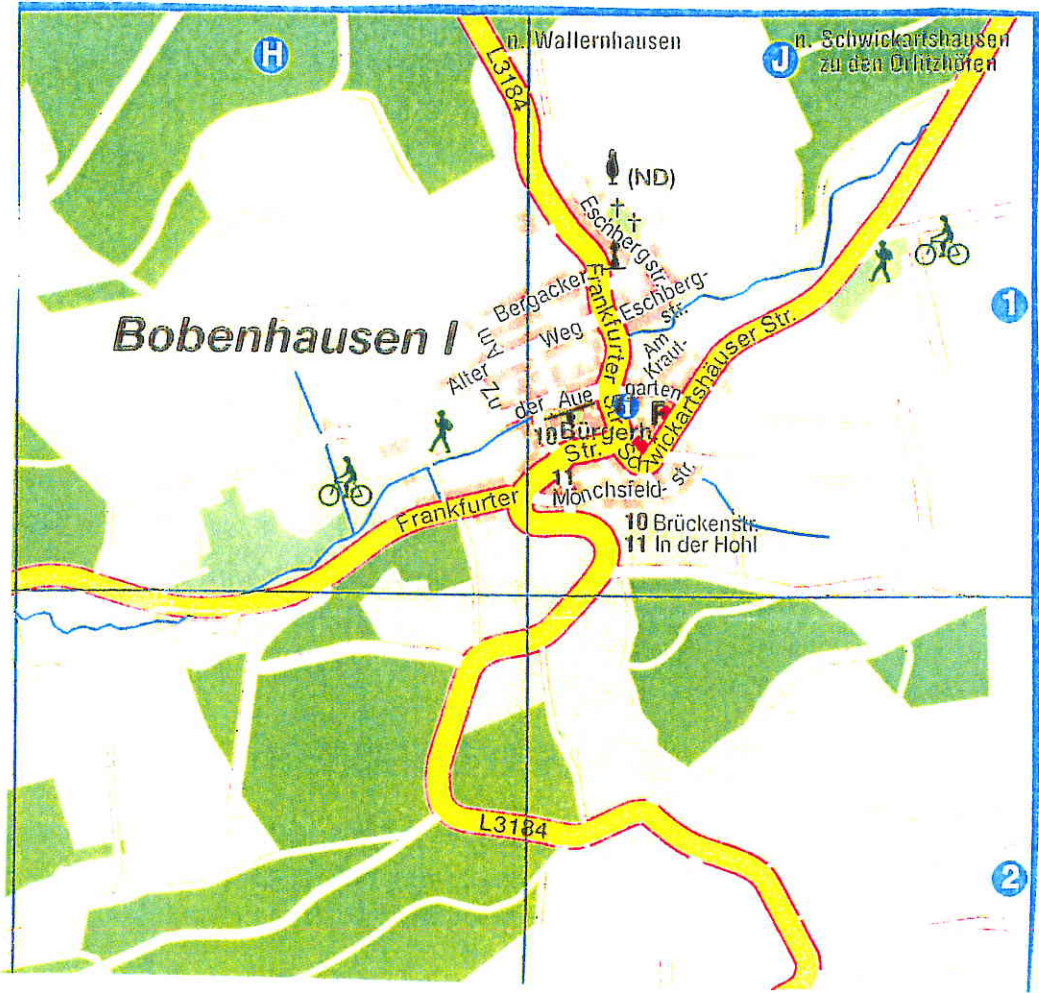 H
n. Wallernhausen
J
n. Schwickartshausen
zu den Orlitzhöfen
L3184
(ND)
Eschbergstr.
Bergacker
Frankfurter Str.
Eschberg-
str.
1
Bobenhausen I
Am
Weg
Alter
Zu
der Aue
Am
Kraut-
garten
Schwickartshäuser Str.
P
10 Bürgerh.
Frankfurter
Str.
11
Mönchsfeld-
str.
10 Brückenstr.
11 In der Hohl
L3184
2